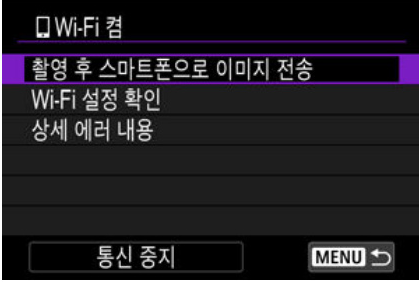 Wi-Fi 켬
촬영 후 스마트폰으로 이미지 전송
Wi-Fi 설정 확인
상세 에러 내용
통신 중지
MENU